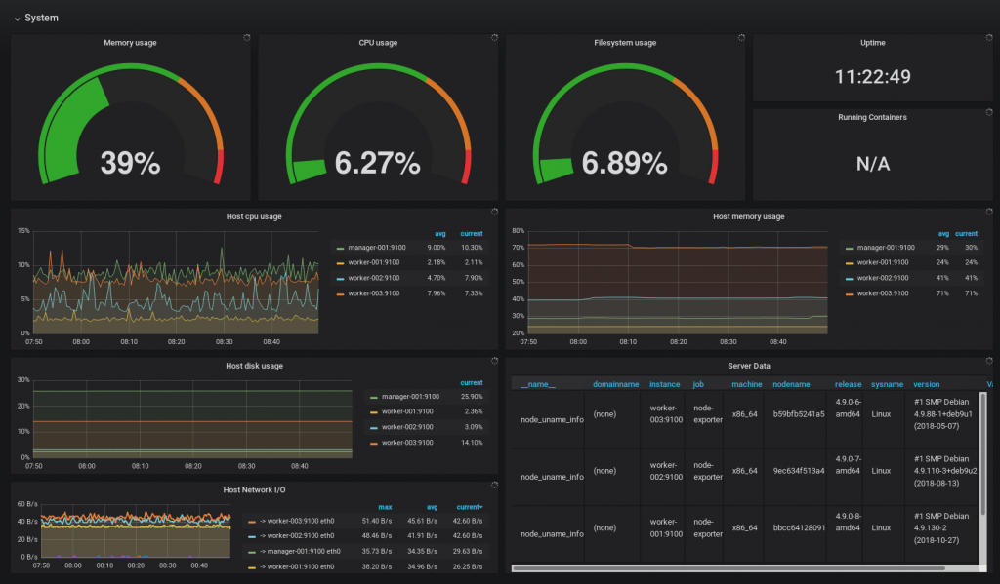 System
Memory usage
39%
CPU usage
6.27%
Filesystem usage
6.89%
Uptime
11:22:49
Running Containers
N/A
Host cpu usage
15%
10%
5%
0%
07:50 08:00 08:10 08:20 08:30 08:40
avg current
manager-001:9100 9.00% 10.30%
worker-001:9100 2.18% 2.11%
worker-002:9100 4.70% 7.90%
worker-003:9100 7.96% 7.33%
Host memory usage
80%
70%
60%
50%
40%
30%
20%
07:50 08:00 08:10 08:20 08:30 08:40
avg current
manager-001:9100 29% 30%
worker-001:9100 24% 24%
worker-002:9100 41% 41%
worker-003:9100 71% 71%
Host disk usage
30%
20%
10%
0%
07:50 08:00 08:10 08:20 08:30 08:40
current
manager-001:9100 25.90%
worker-001:9100 2.36%
worker-002:9100 3.09%
worker-003:9100 14.10%
Host Network I/O
60 B/s
40 B/s
20 B/s
0 B/s
07:50 08:00 08:10 08:20 08:30 08:40
max avg current
-> worker-003:9100 eth0 51.40 B/s 45.61 B/s 42.60 B/s
-> worker-002:9100 eth0 48.46 B/s 41.91 B/s 42.60 B/s
-> manager-001:9100 eth0 35.73 B/s 34.35 B/s 29.63 B/s
-> worker-001:9100 eth0 38.20 B/s 34.96 B/s 26.25 B/s
Server Data
__name__ domainname instance job machine nodename release sysname version
node_uname_info (none) worker-003:9100 node-exporter x86_64 b59bfb5241a5 4.9.0-6-amd64 Linux #1 SMP Debian 4.9.88-1+deb9u1 (2018-05-07)
node_uname_info (none) worker-002:9100 node-exporter x86_64 9ec634f513a4 4.9.0-7-amd64 Linux #1 SMP Debian 4.9.110-3+deb9u2 (2018-08-13)
node_uname_info (none) worker-001:9100 node-exporter x86_64 bbcc64128091 4.9.0-8-amd64 Linux #1 SMP Debian 4.9.130-2 (2018-10-27)